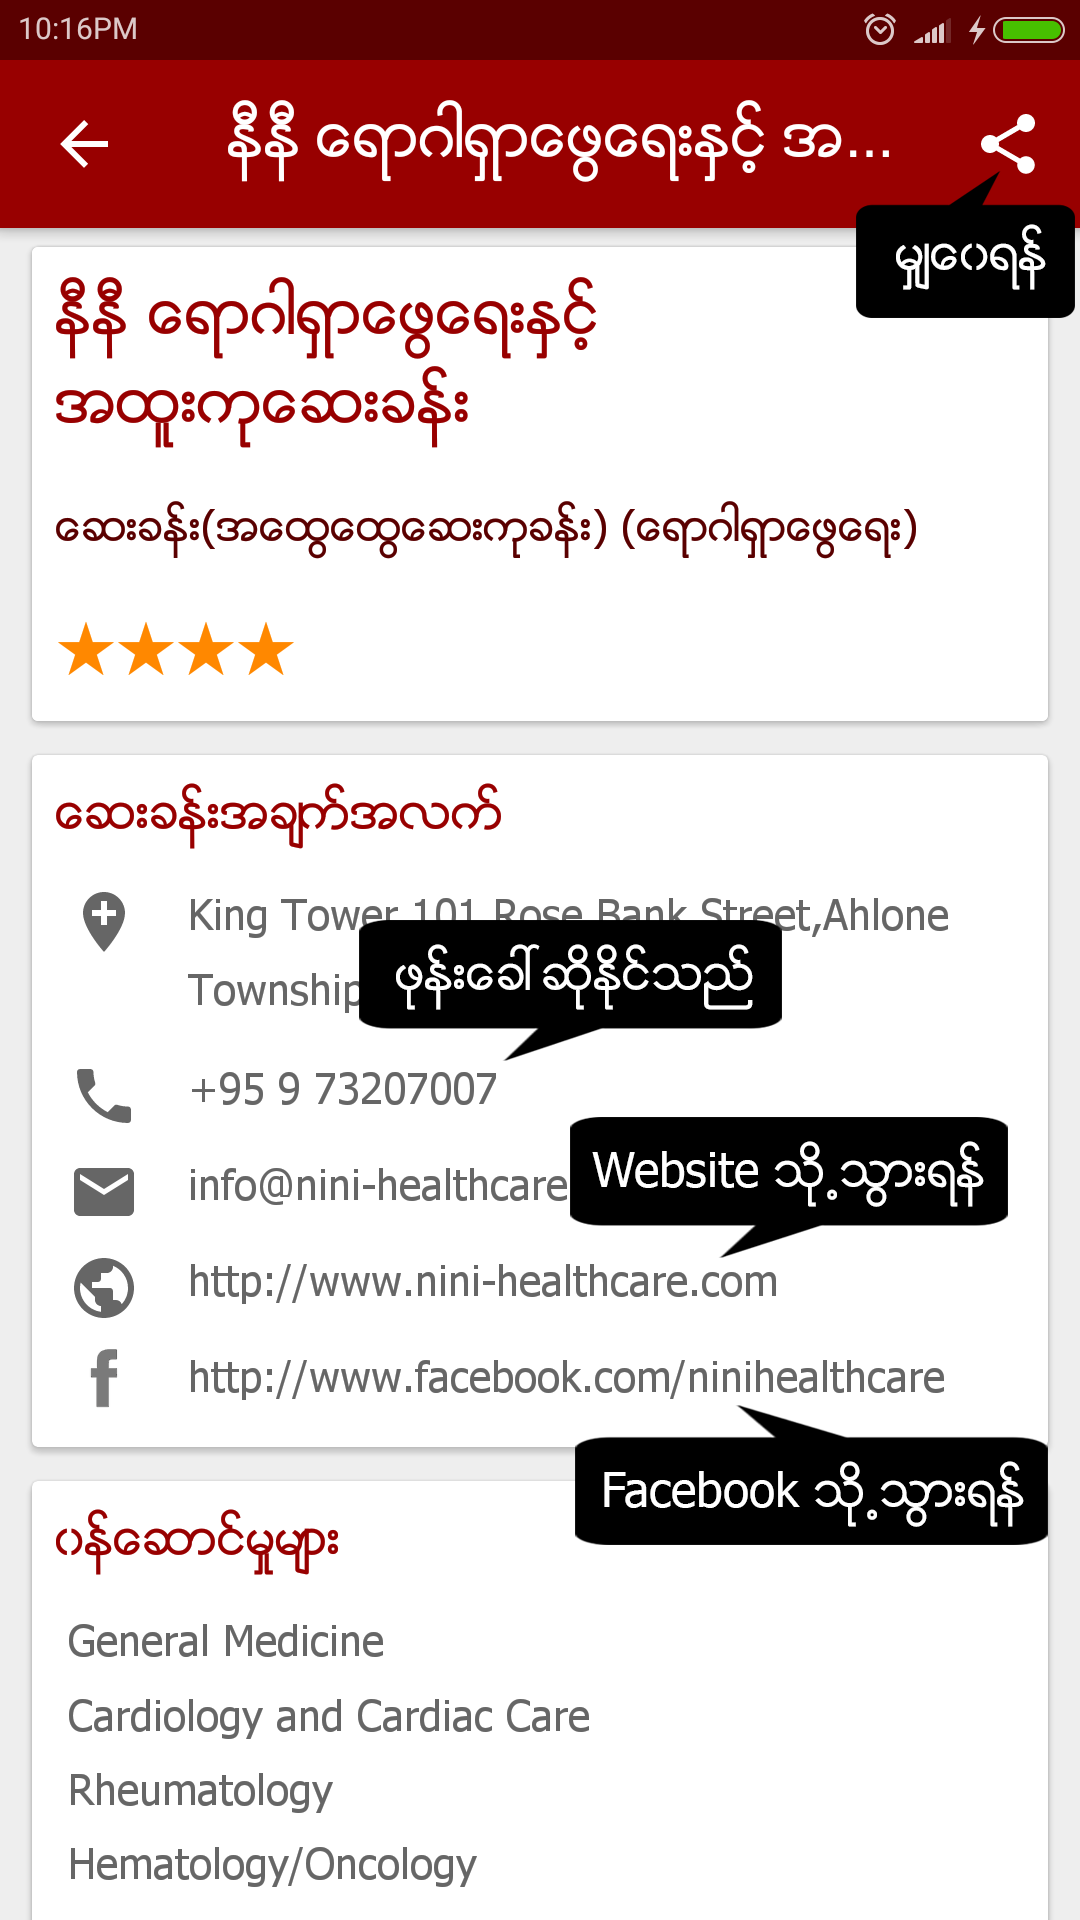 10:16PM
နီနီ ရောဂါရှာဖွေရေးနှင့် အ...
မျှဝေရန်
နီနီ ရောဂါရှာဖွေရေးနှင့်
အထူးကုဆေးခန်း
ဆေးခန်း(အထွေထွေဆေးကုခန်း) (ရောဂါရှာဖွေရေး)
ဆေးခန်းအချက်အလက်
King Tower 101 Rose Bank Street,Ahlone
Township
ဖုန်းခေါ်ဆိုနိုင်သည်
+95 9 73207007
info@nini-healthcare
Website သို့သွားရန်
http://www.nini-healthcare.com
http://www.facebook.com/ninihealthcare
Facebook သို့သွားရန်
ဝန်ဆောင်မှုများ
General Medicine
Cardiology and Cardiac Care
Rheumatology
Hematology/Oncology